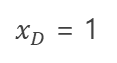 x_D = 1